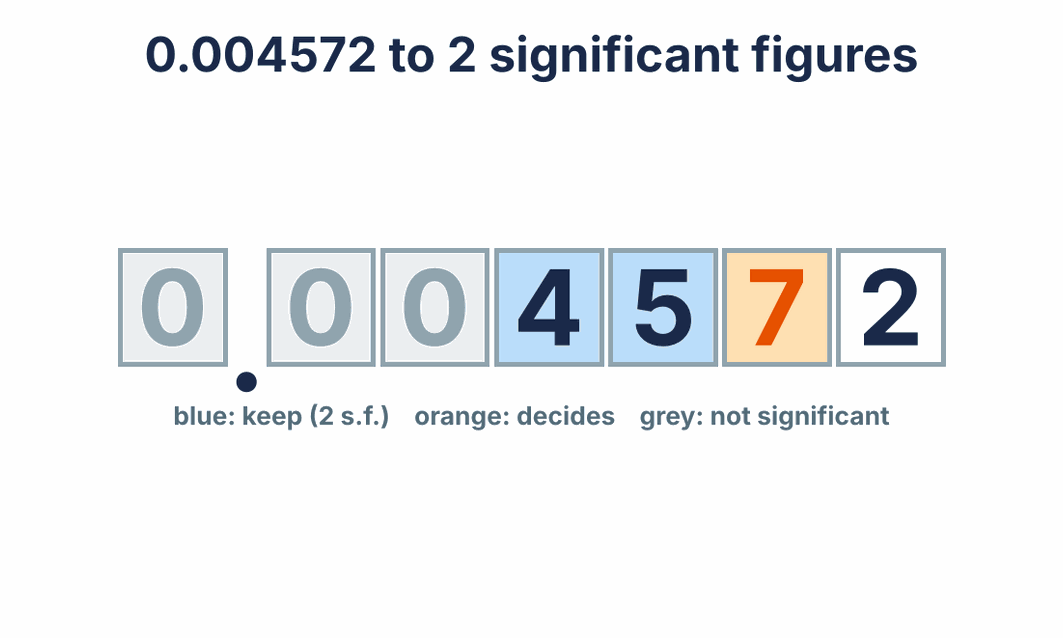 0.004572 to 2 significant figures
0.004572
blue: keep (2 s.f.) orange: decides grey: not significant